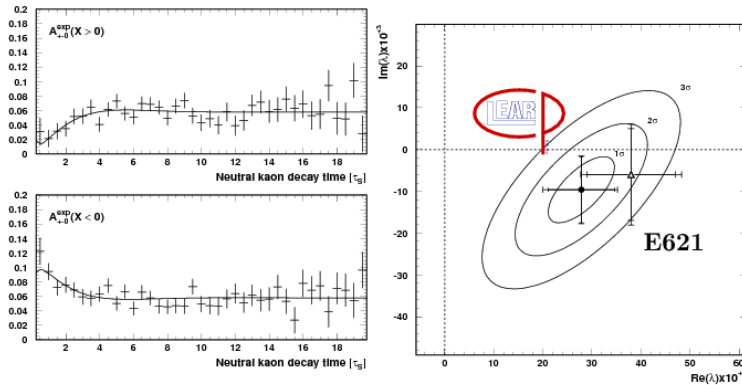 A_{+-0}^{exp}(X > 0)
0.2
0.18
0.16
0.14
0.12
0.1
0.08
0.06
0.04
0.02
0
2 4 6 8 10 12 14 16 18
Neutral kaon decay time [τ_S]
A_{+-0}^{exp}(X < 0)
0.2
0.18
0.16
0.14
0.12
0.1
0.08
0.06
0.04
0.02
0
2 4 6 8 10 12 14 16 18
Neutral kaon decay time [τ_S]
Im(λ)x10⁻³
20
10
0
-10
-20
-30
-40
LEAR
3σ
2σ
1σ
E621
0 10 20 30 40 50 60